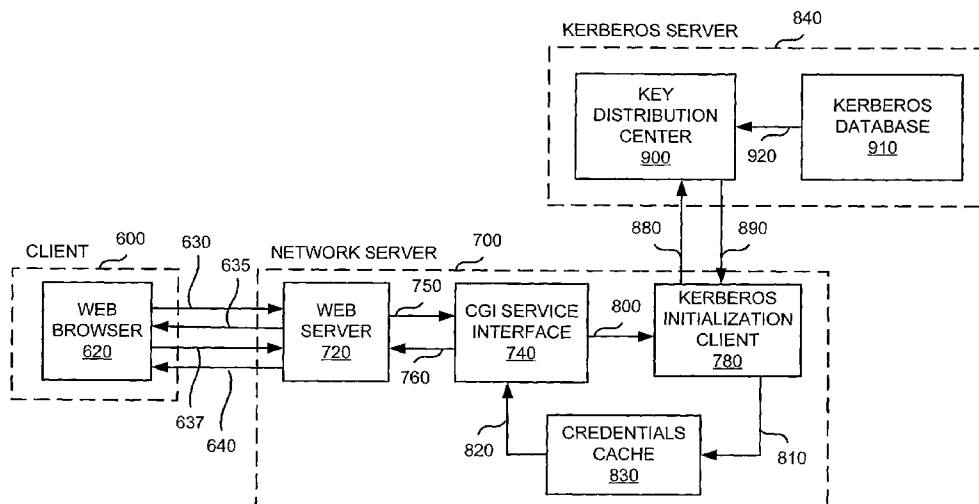 KERBEROS SERVER
840
KEY
DISTRIBUTION
CENTER
900
KERBEROS
DATABASE
910
920
880
890
CLIENT
600
630
635
NETWORK SERVER
700
WEB
BROWSER
620
WEB
SERVER
720
750
CGI SERVICE
INTERFACE
740
800
KERBEROS
INITIALIZATION
CLIENT
780
760
637
640
820
CREDENTIALS
CACHE
830
810